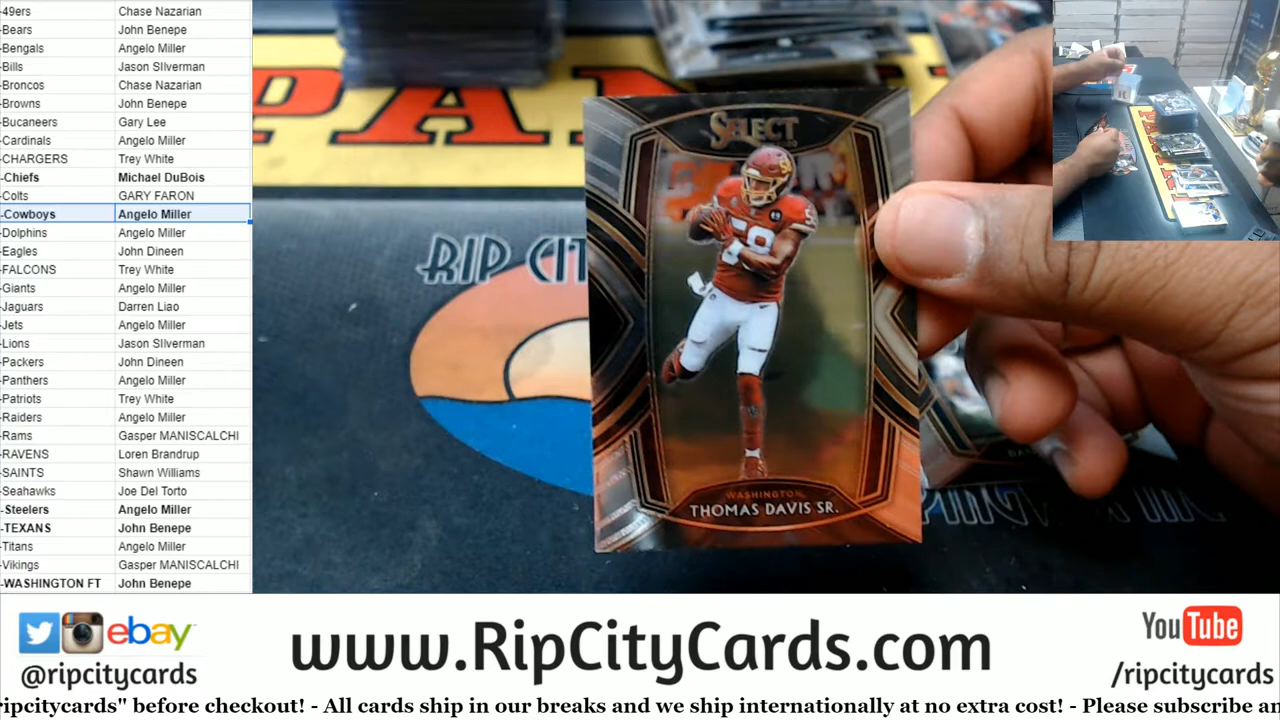 -49ers Chase Nazarian
-Bears John Benepe
-Bengals Angelo Miller
-Bills Jason SIlverman
-Broncos Chase Nazarian
-Browns John Benepe
-Bucaneers Gary Lee
-Cardinals Angelo Miller
-CHARGERS Trey White
-Chiefs Michael DuBois
-Colts GARY FARON
-Cowboys Angelo Miller
-Dolphins Angelo Miller
-Eagles John Dineen
-FALCONS Trey White
-Giants Angelo Miller
-Jaguars Darren Liao
-Jets Angelo Miller
-Lions Jason SIlverman
-Packers John Dineen
-Panthers Angelo Miller
-Patriots Trey White
-Raiders Angelo Miller
-Rams Gasper MANISCALCHI
-RAVENS Loren Brandrup
-SAINTS Shawn Williams
-Seahawks Joe Del Torto
-Steelers Angelo Miller
-TEXANS John Benepe
-Titans Angelo Miller
-Vikings Gasper MANISCALCHI
-WASHINGTON FT John Benepe
PANI
RIP CIT
SELECT
58
WASHINGTON
THOMAS DAVIS SR.
ebay
@ripcitycards
www.RipCityCards.com
YouTube
/ripcitycards
ripcitycards" before checkout! - All cards ship in our breaks and we ship internationally at no extra cost! - Please subscribe an